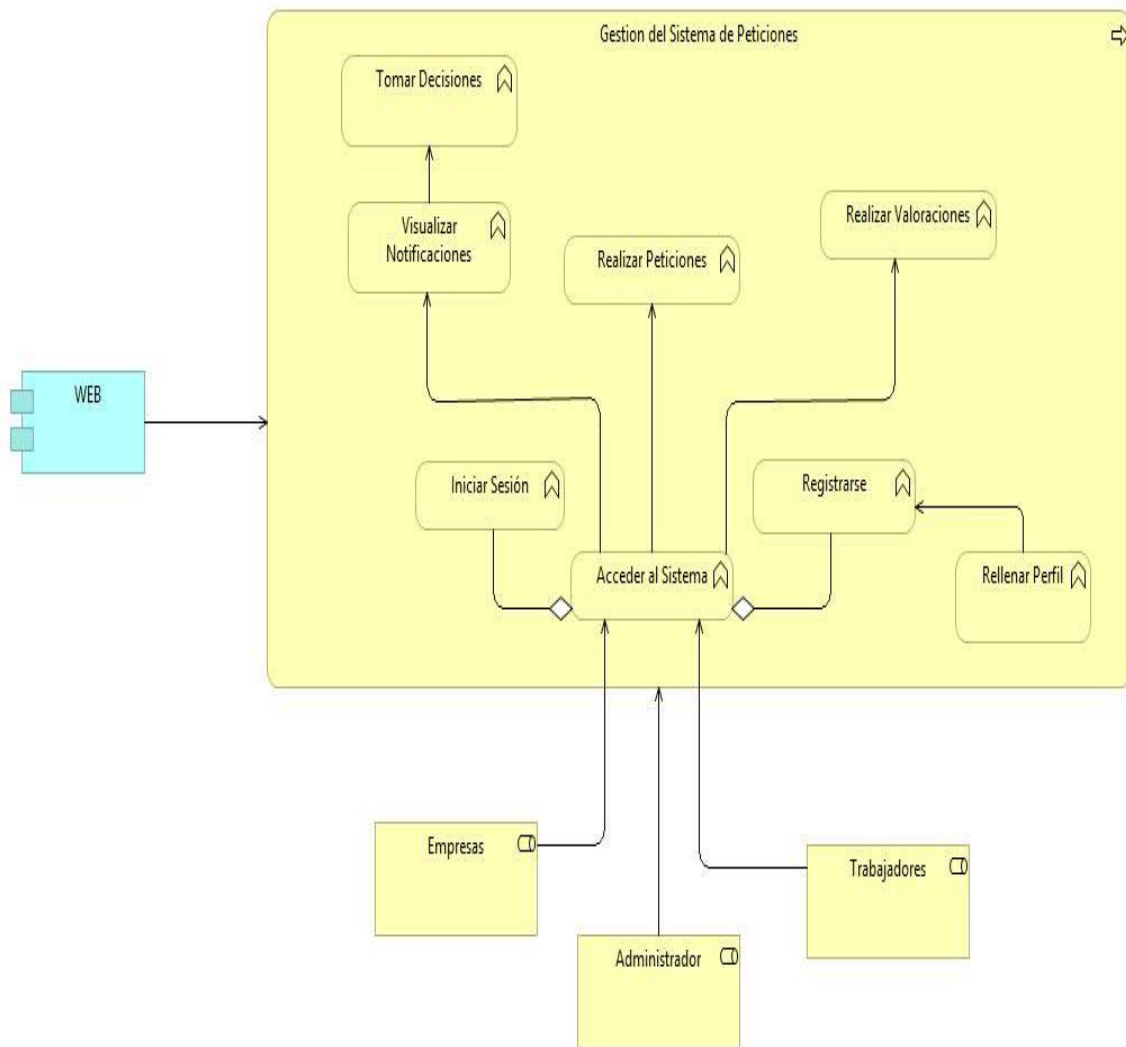 Gestion del Sistema de Peticiones
Tomar Decisiones
Visualizar
Notificaciones
Realizar Peticiones
Realizar Valoraciones
WEB
Iniciar Sesión
Registrarse
Acceder al Sistema
Rellenar Perfil
Empresas
Trabajadores
Administrador